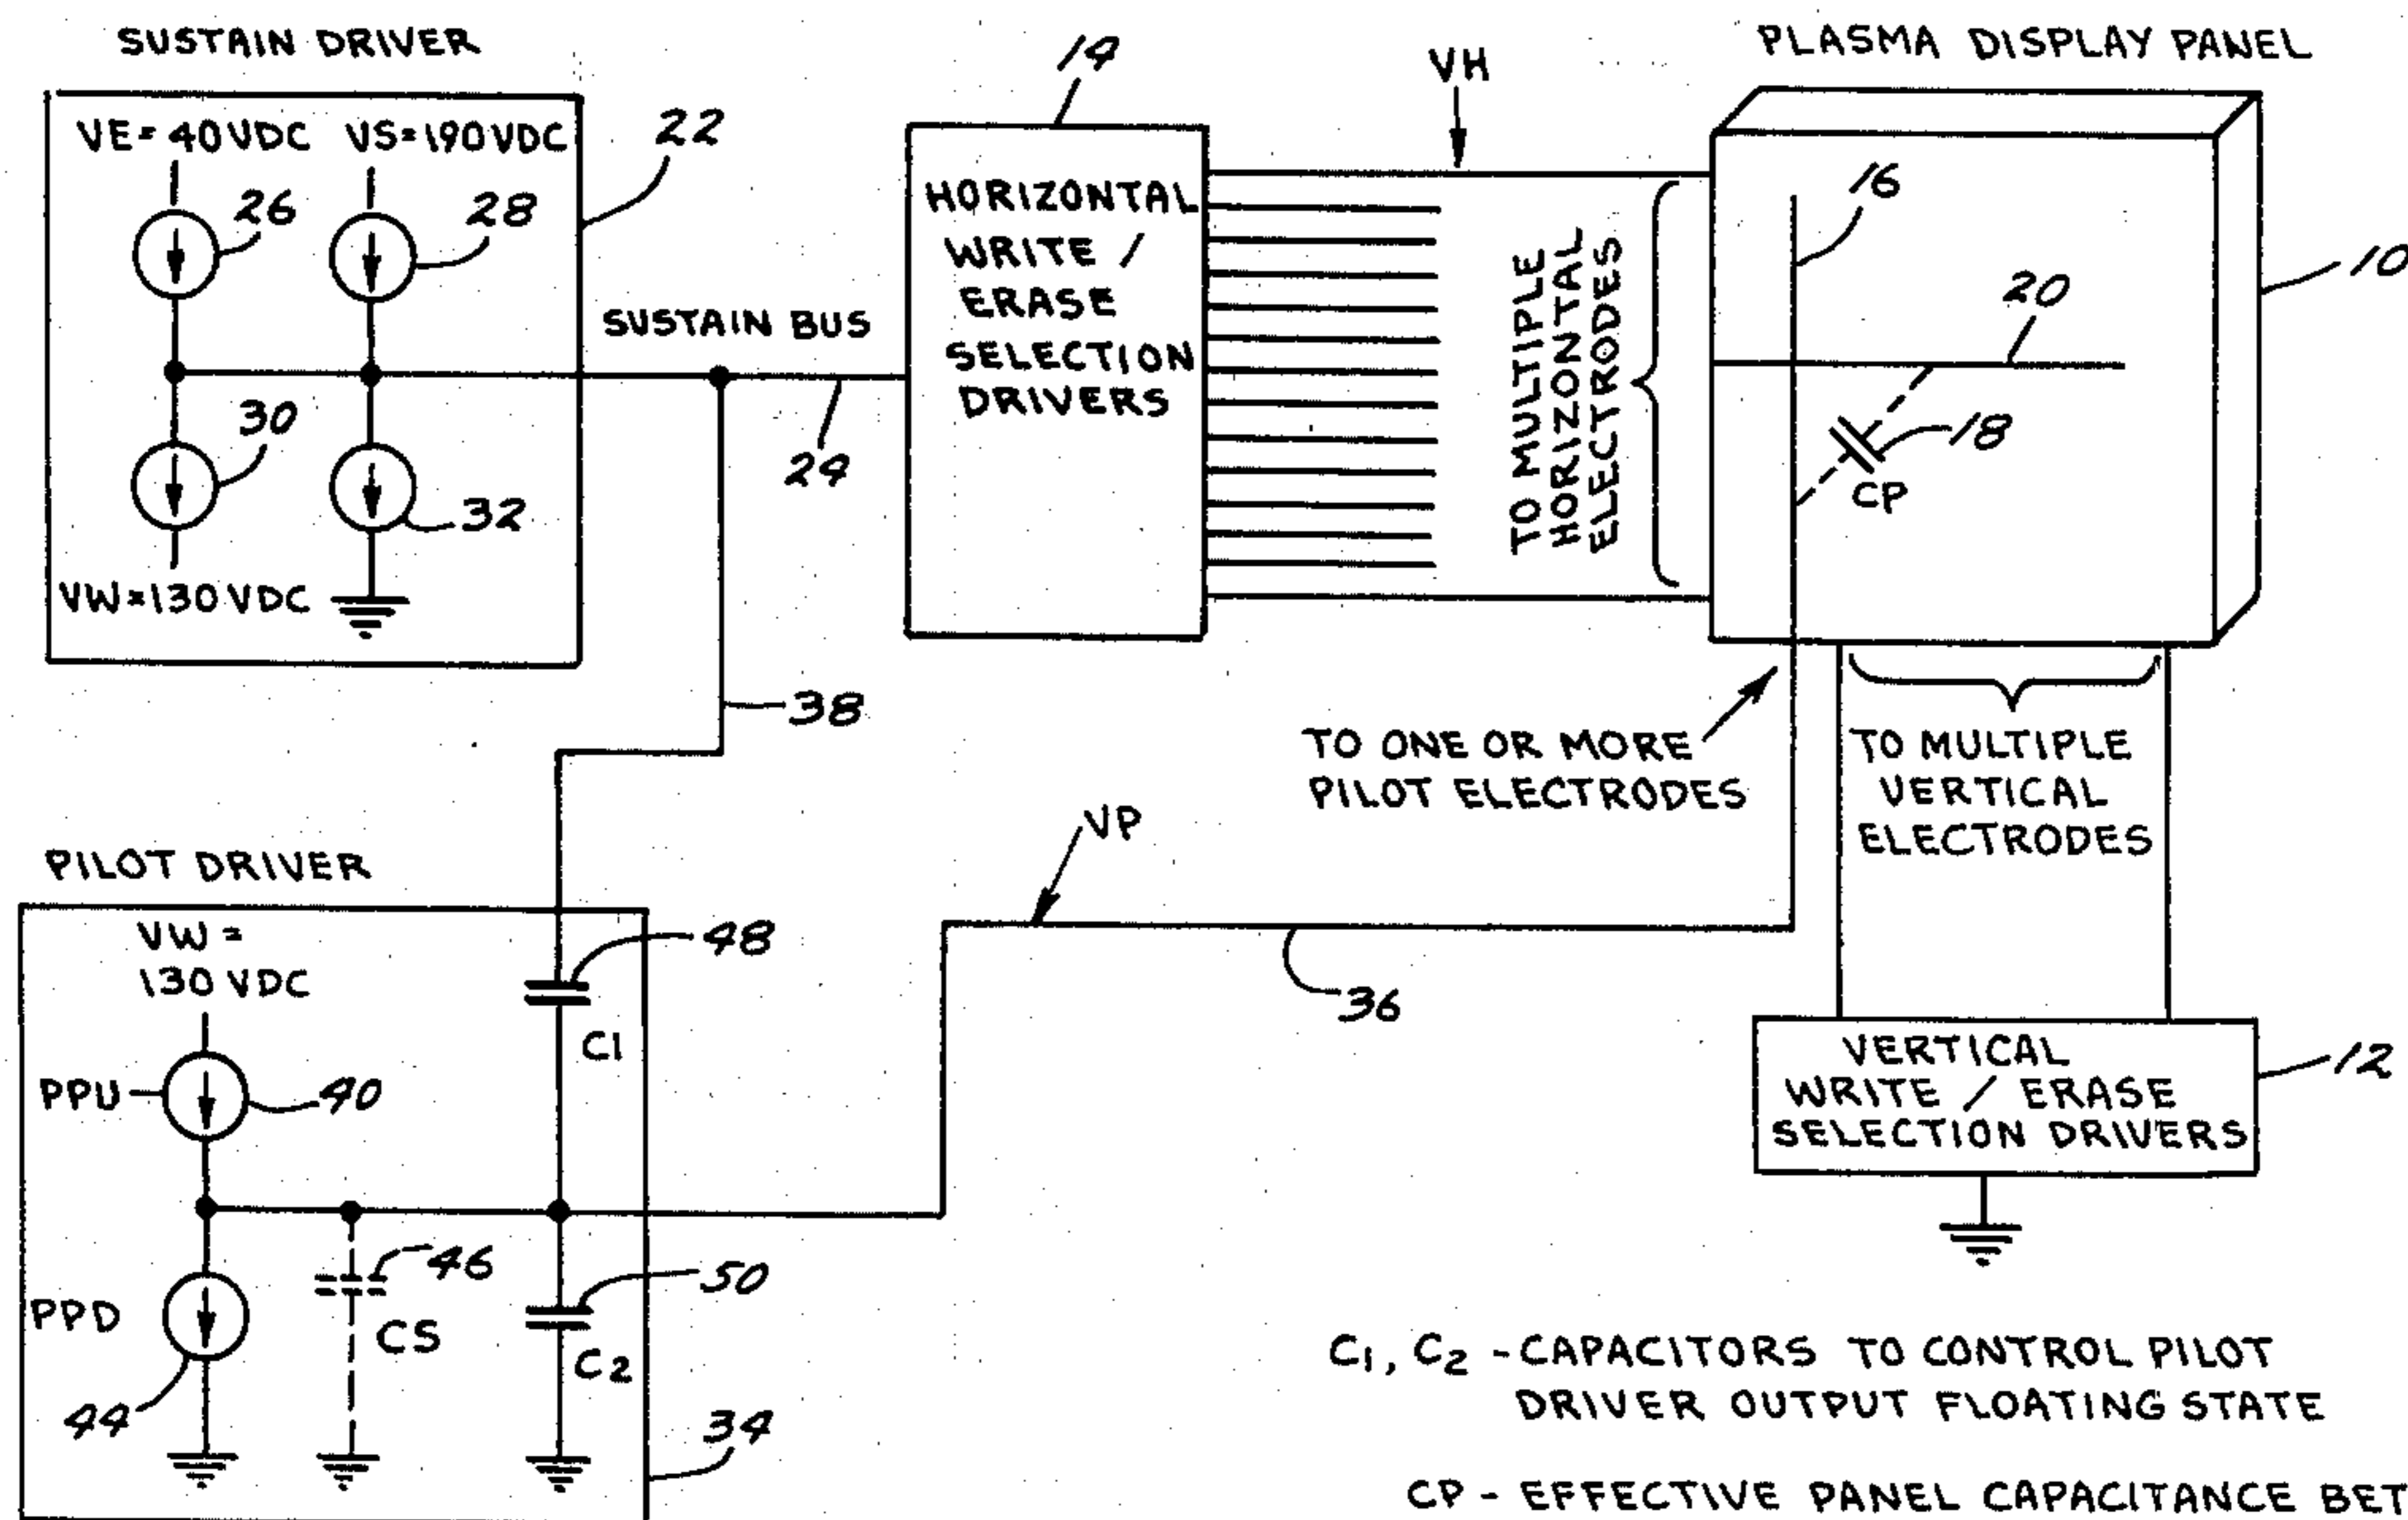 SUSTAIN DRIVER
14
VH
PLASMA DISPLAY PANEL
VE=40VDC VS=190VDC
22
26
28
HORIZONTAL
WRITE /
ERASE
SELECTION
DRIVERS
SUSTAIN BUS
24
30
32
VW=130VDC
TO MULTIPLE
HORIZONTAL
ELECTRODES
16
20
10
18
CP
38
TO ONE OR MORE
PILOT ELECTRODES
TO MULTIPLE
VERTICAL
ELECTRODES
VP
36
PILOT DRIVER
VW=
130 VDC
48
C1
PPU
40
VERTICAL
WRITE / ERASE
SELECTION DRIVERS
12
46
50
PPD
CS
C2
44
34
C1, C2 - CAPACITORS TO CONTROL PILOT
DRIVER OUTPUT FLOATING STATE
CP - EFFECTIVE PANEL CAPACITANCE